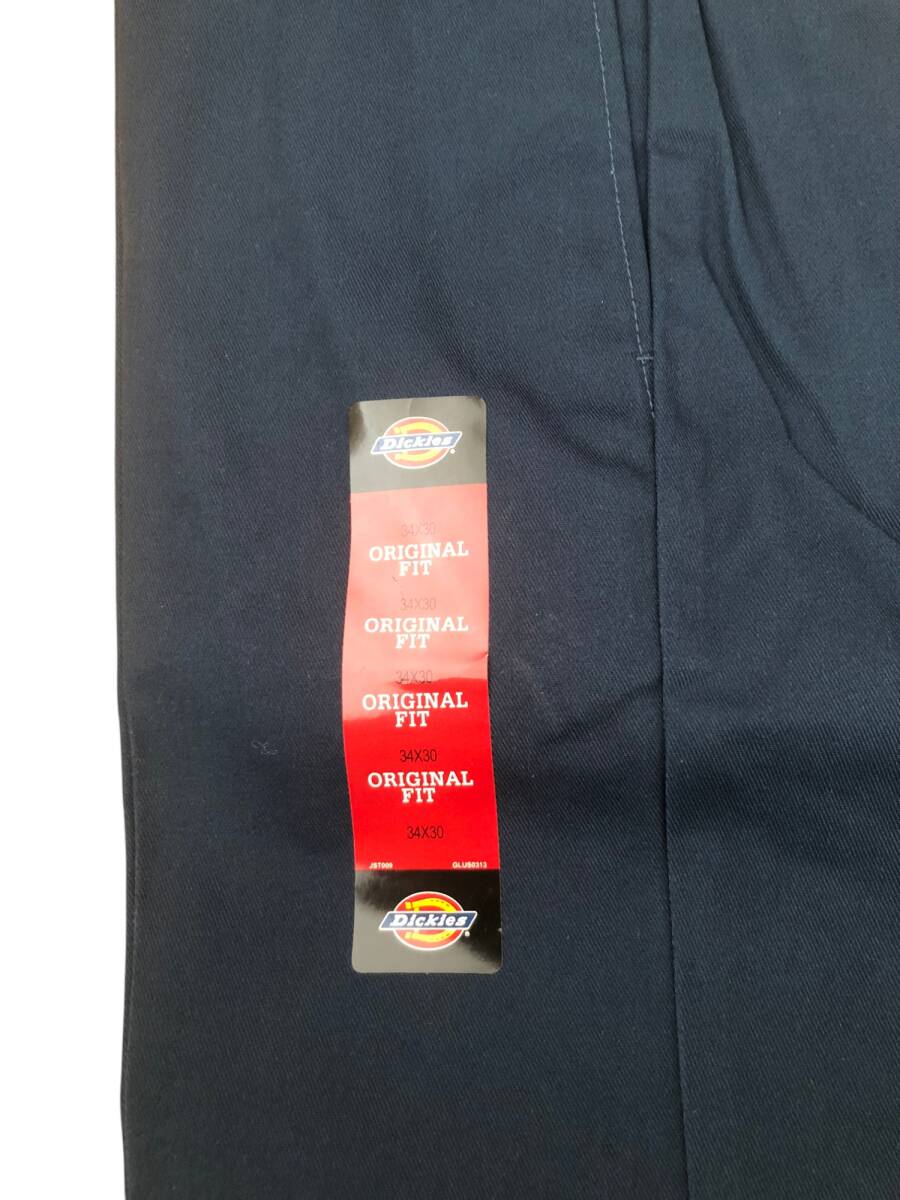 Dickies
34X30
ORIGINAL
FIT
34X30
ORIGINAL
FIT
34X30
ORIGINAL
FIT
34X30
ORIGINAL
FIT
34X30
JST009 GLUS0313
Dickies